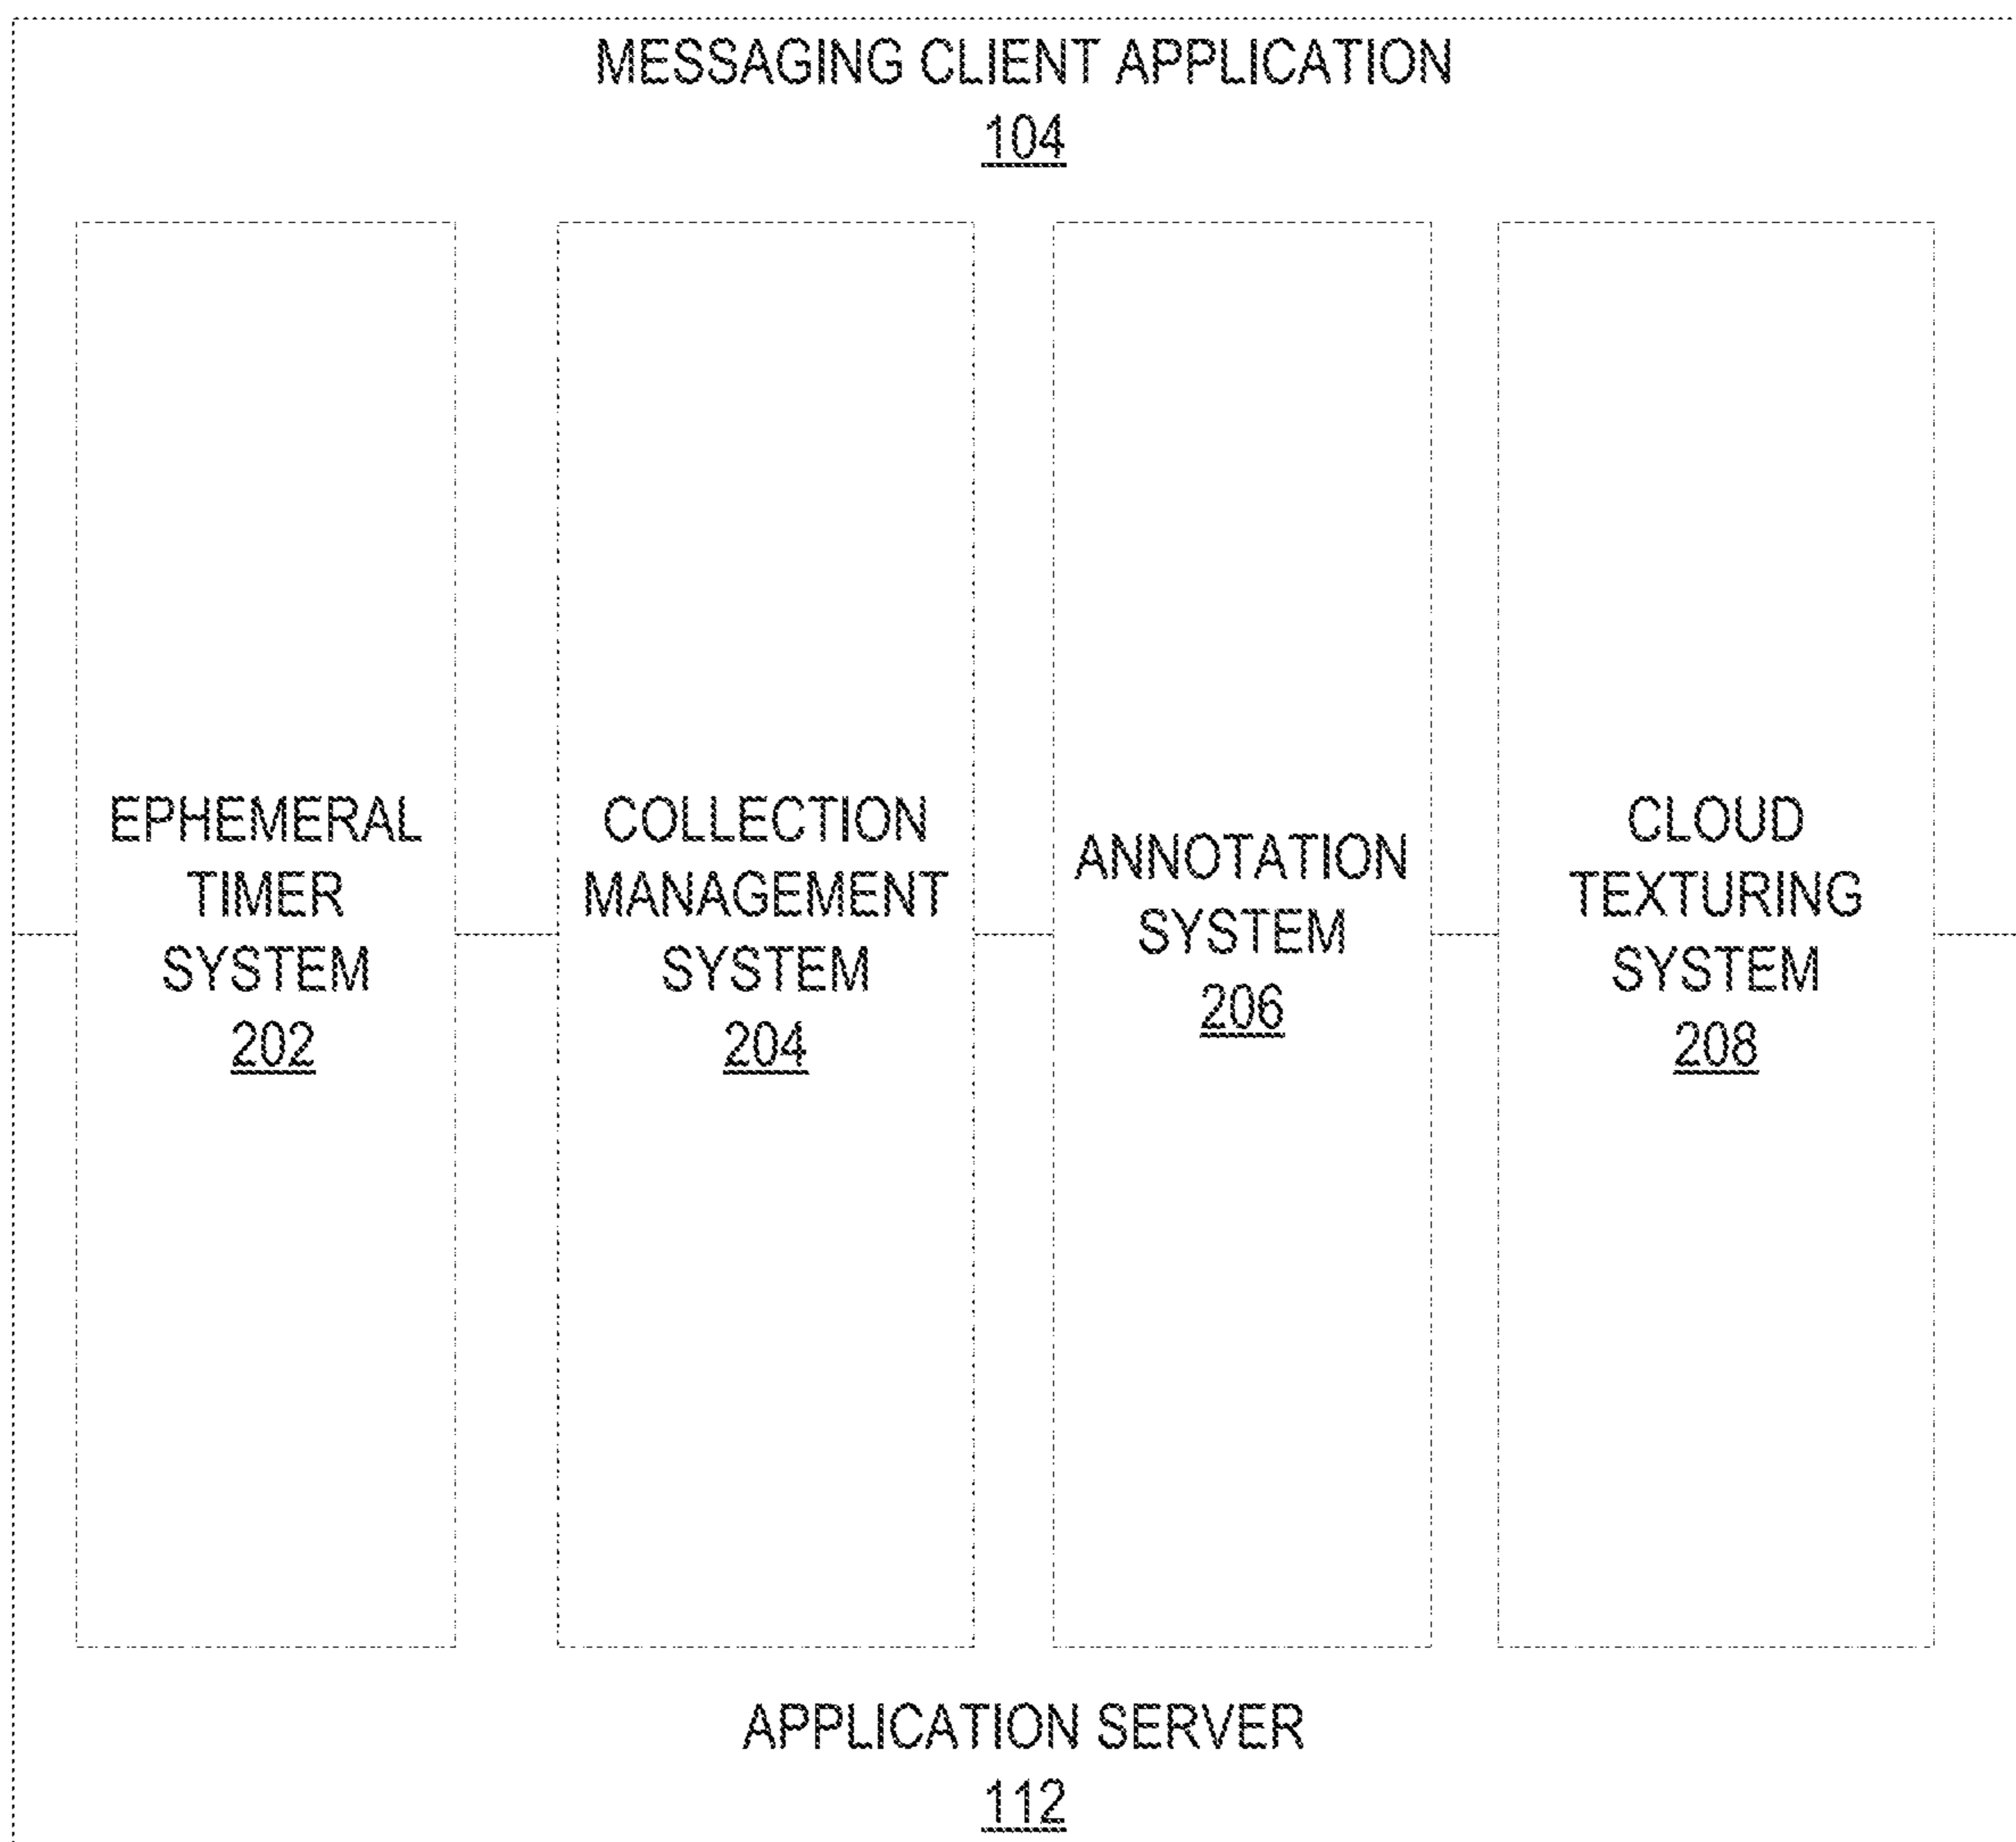 MESSAGING CLIENT APPLICATION
104
EPHEMERAL
TIMER
SYSTEM
202
COLLECTION
MANAGEMENT
SYSTEM
204
ANNOTATION
SYSTEM
206
CLOUD
TEXTURING
SYSTEM
208
APPLICATION SERVER
112